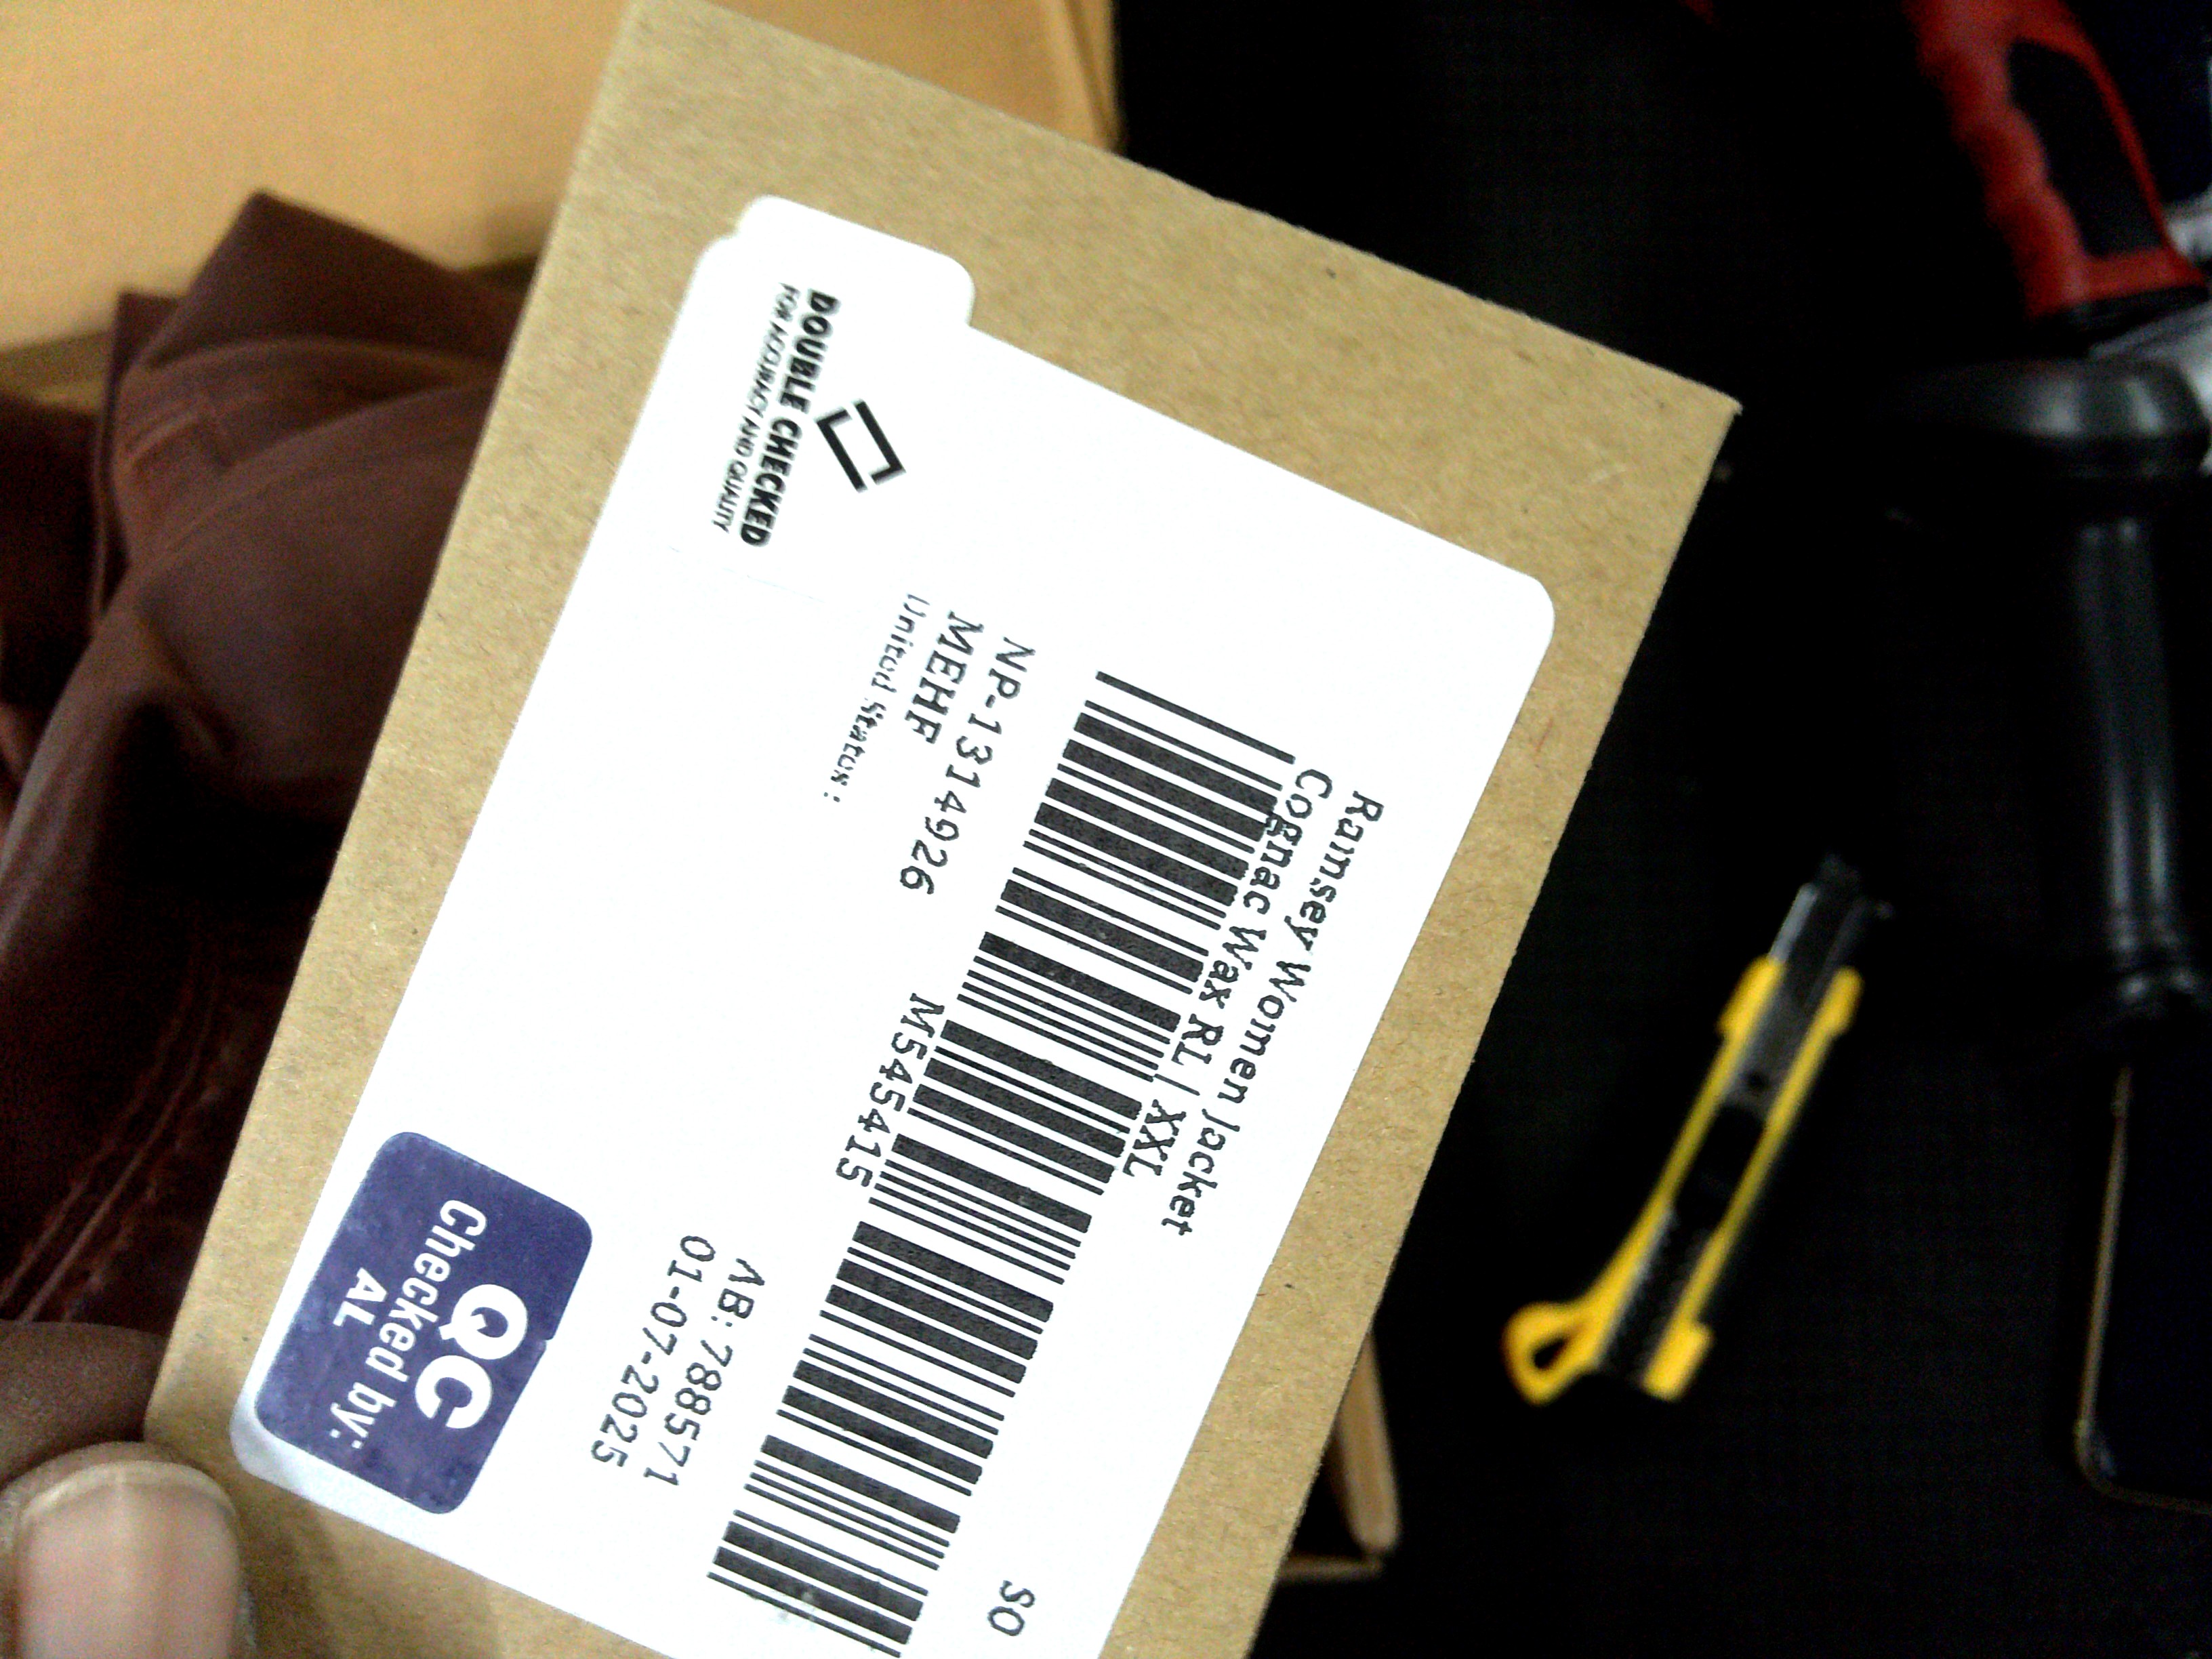 Ramsey Women Jacket
Cognac Wax RL | XXL
SO
M5454515
NP-1314926
MEHF
United States:
AB: 788571
01-07-2025
DOUBLE CHECKED
FOR ACCURACY AND QUALITY
QC
Checked by:
AL